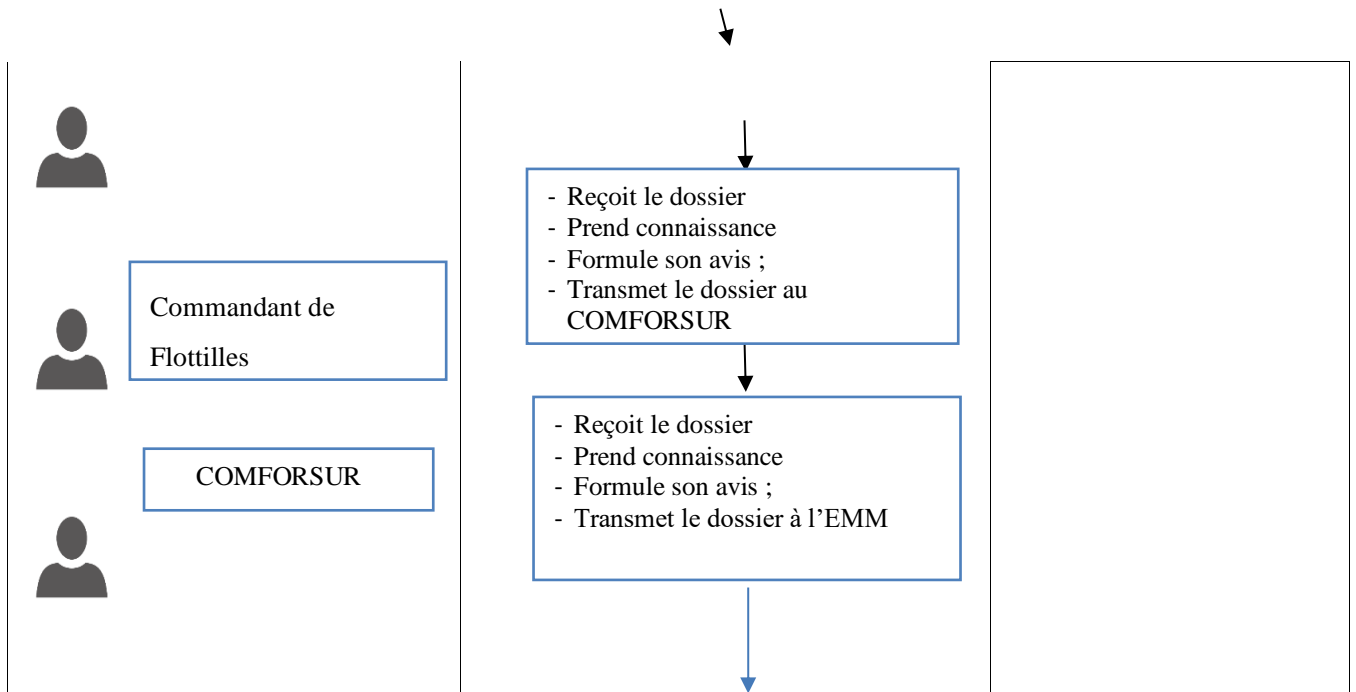 Commandant de
Flottilles
COMFORSUR
- Reçoit le dossier
- Prend connaissance
- Formule son avis ;
- Transmet le dossier au
COMFORSUR
- Reçoit le dossier
- Prend connaissance
- Formule son avis ;
- Transmet le dossier à l’EMM